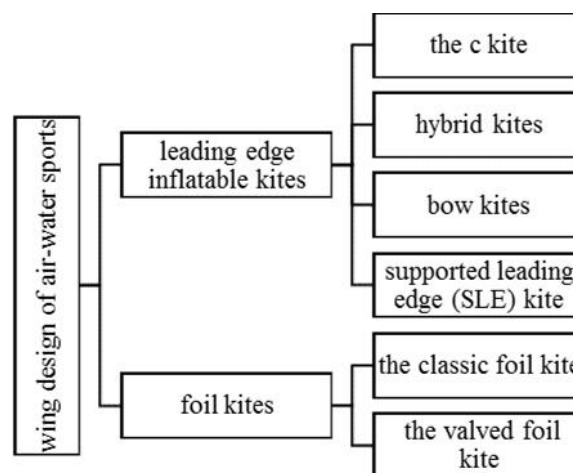 wing design of air-water sports
leading edge
inflatable kites
the c kite
hybrid kites
bow kites
supported leading
edge (SLE) kite
foil kites
the classic foil kite
the valved foil
kite